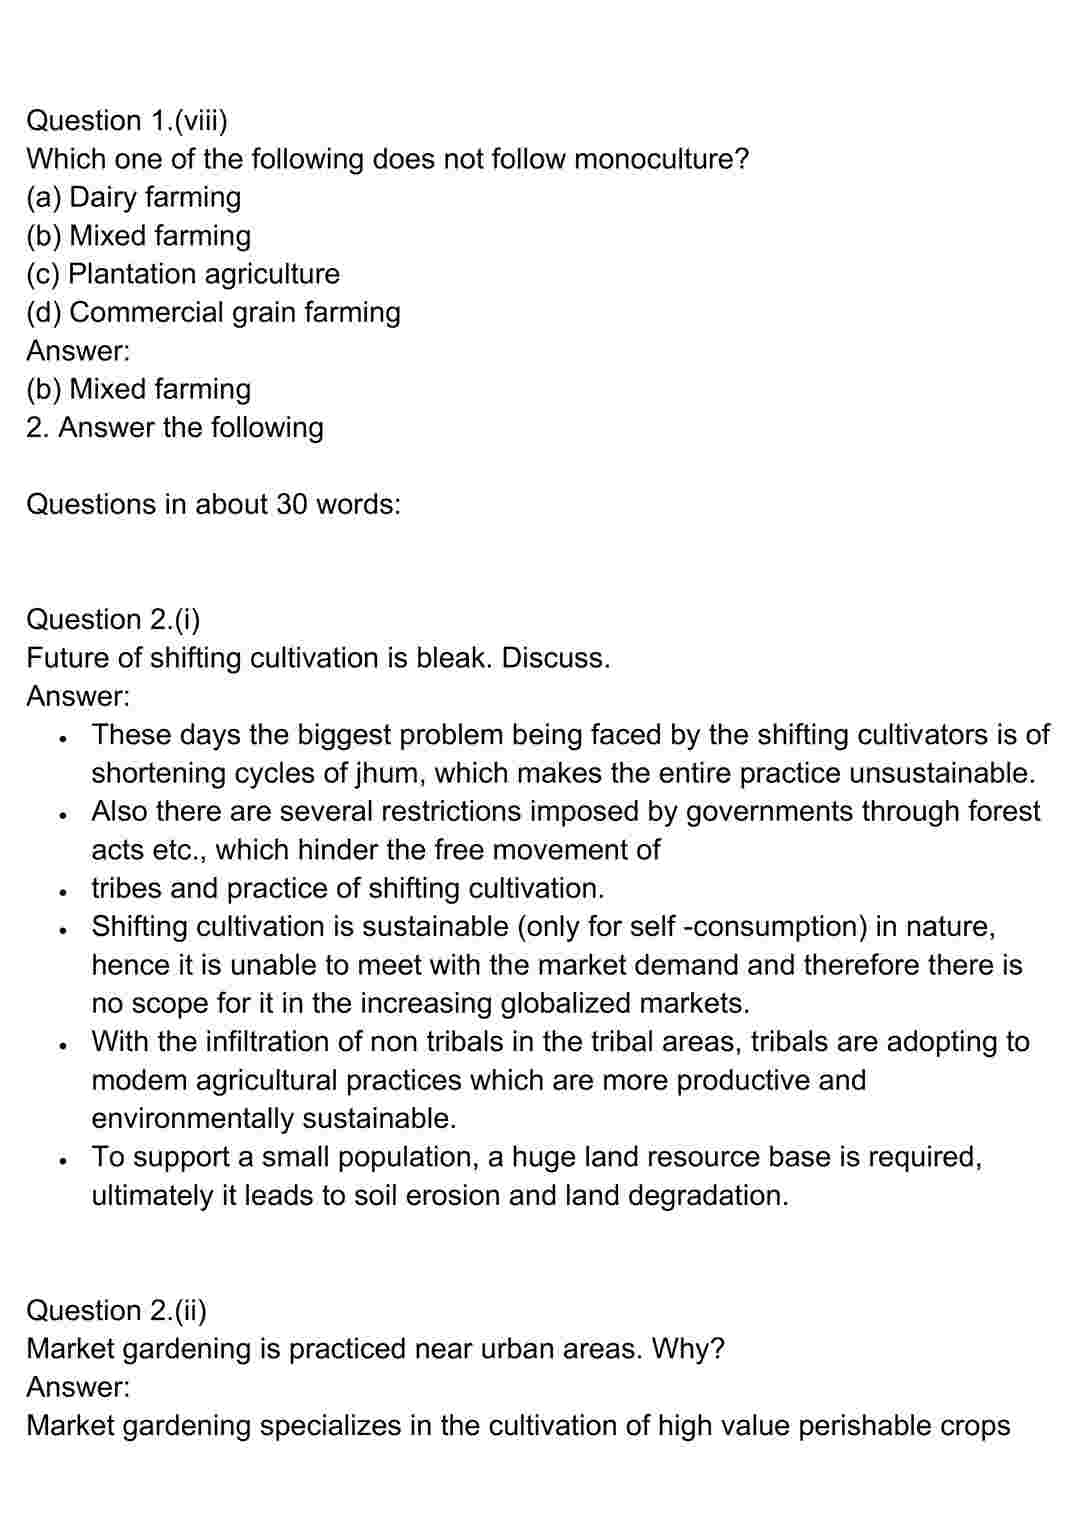 Question 1.(viii)
Which one of the following does not follow monoculture?
(a) Dairy farming
(b) Mixed farming
(c) Plantation agriculture
(d) Commercial grain farming
Answer:
(b) Mixed farming
2. Answer the following
Questions in about 30 words:
Question 2.(i)
Future of shifting cultivation is bleak. Discuss.
Answer:
• These days the biggest problem being faced by the shifting cultivators is of
shortening cycles of jhum, which makes the entire practice unsustainable.
• Also there are several restrictions imposed by governments through forest
acts etc., which hinder the free movement of
• tribes and practice of shifting cultivation.
• Shifting cultivation is sustainable (only for self -consumption) in nature,
hence it is unable to meet with the market demand and therefore there is
no scope for it in the increasing globalized markets.
• With the infiltration of non tribals in the tribal areas, tribals are adopting to
modem agricultural practices which are more productive and
environmentally sustainable.
• To support a small population, a huge land resource base is required,
ultimately it leads to soil erosion and land degradation.
Question 2.(ii)
Market gardening is practiced near urban areas. Why?
Answer:
Market gardening specializes in the cultivation of high value perishable crops